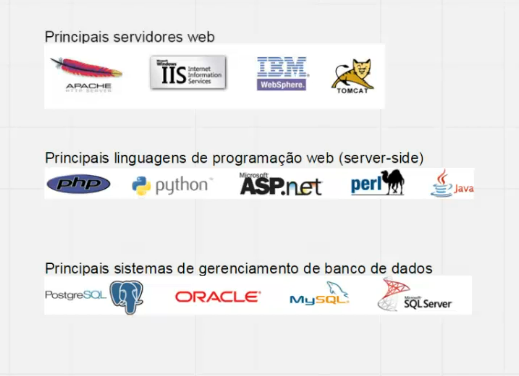 Principais servidores web
APACHE
HTTP SERVER
Microsoft Windows IIS Internet Information Services
IBM WebSphere.
TOMCAT
Principais linguagens de programação web (server-side)
php python Microsoft ASP.net perl Java
Principais sistemas de gerenciamento de banco de dados
PostgreSQL ORACLE MySQL Microsoft SQL Server